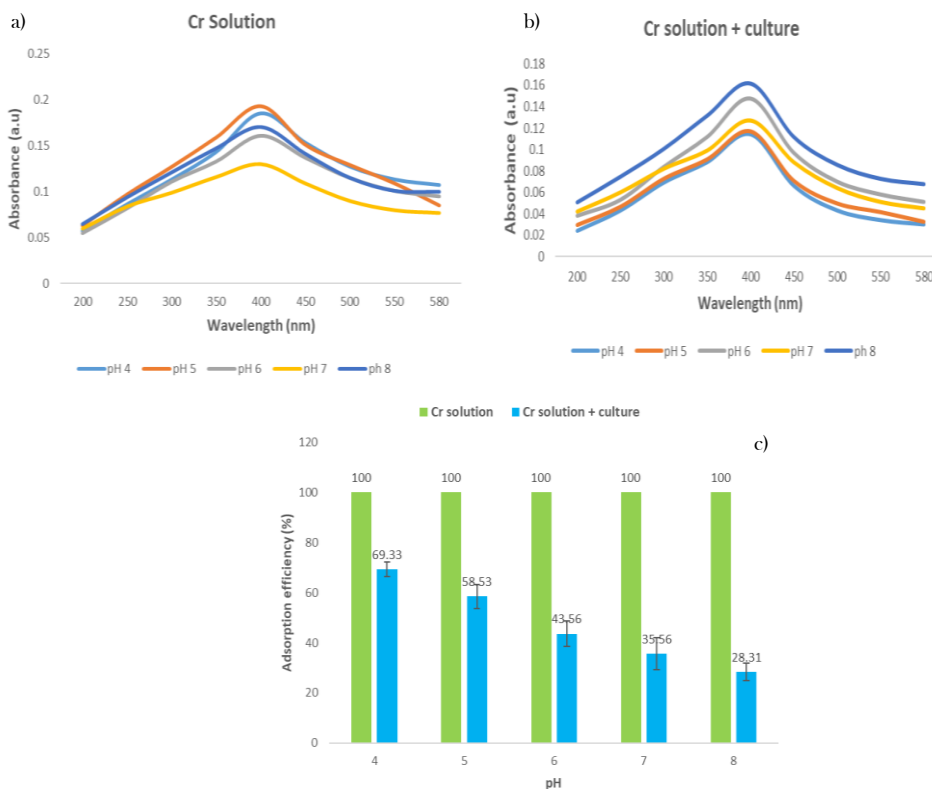 a)
Cr Solution
Absorbance (a.u)
0.25
0.2
0.15
0.1
0.05
0
200 250 300 350 400 450 500 550 580
Wavelength (nm)
pH 4 pH 5 pH 6 pH 7 ph 8
b)
Cr solution + culture
Absorbance (a.u)
0.18
0.16
0.14
0.12
0.1
0.08
0.06
0.04
0.02
0
200 250 300 350 400 450 500 550 580
Wavelength (nm)
pH 4 pH 5 pH 6 pH 7 ph 8
Cr solution Cr solution + culture
c)
Adsorption efficiency (%)
120
100
80
60
40
20
0
100 100 100 100 100
69.33
58.53
43.56
35.56
28.31
4 5 6 7 8
pH